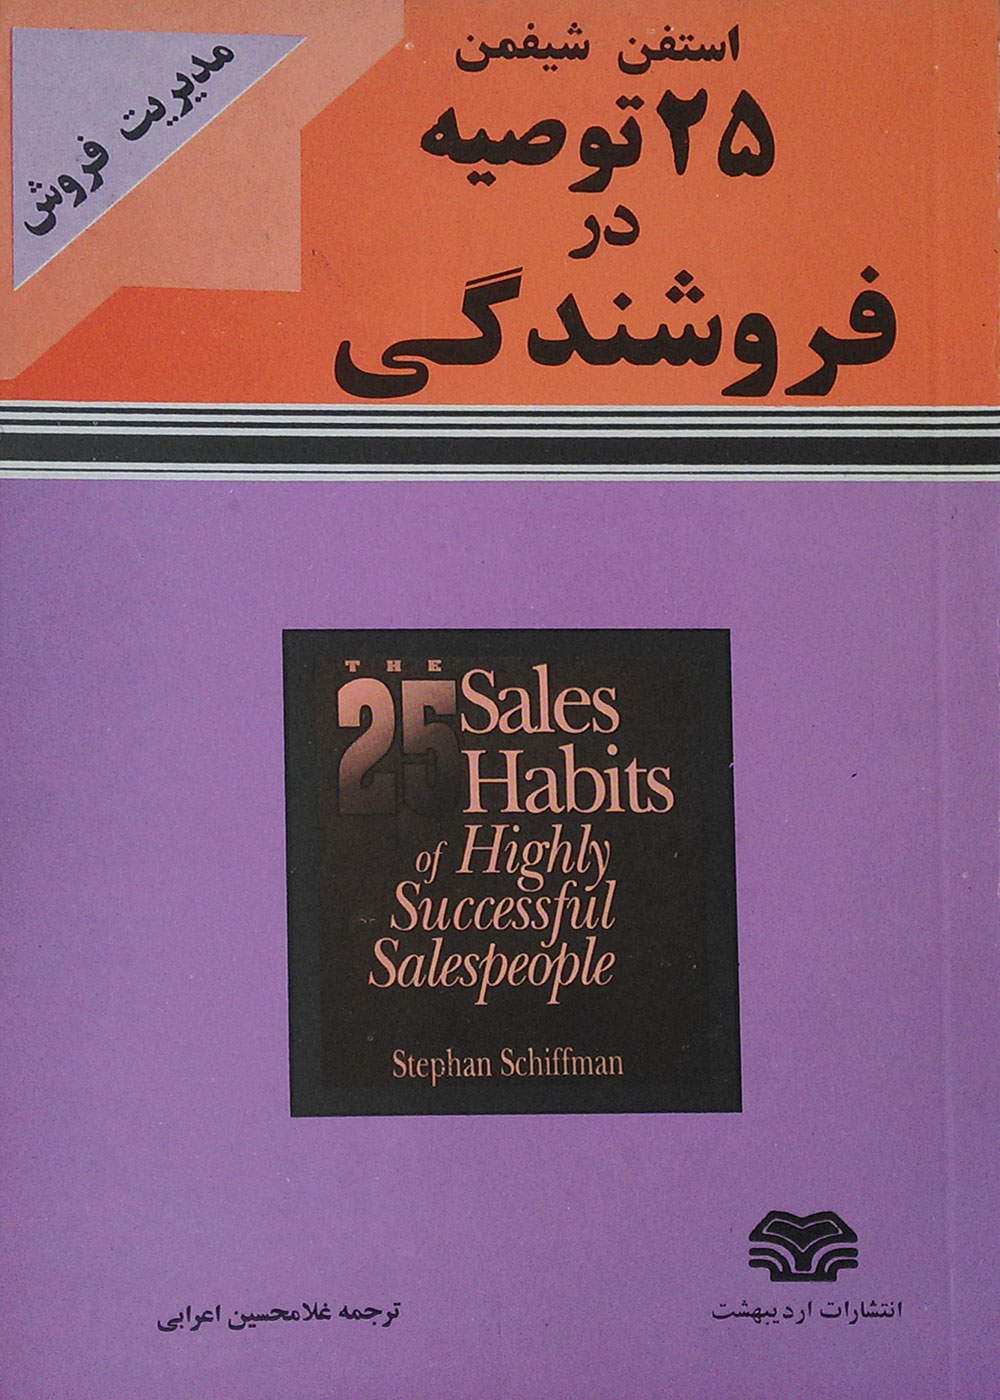 استفن شیفمن
۲۵ توصیه
در
فروشندگی
مدیریت فروش
THE
25 Sales
Habits
of Highly
Successful
Salespeople
Stephan Schiffman
انتشارات اردیبهشت
ترجمه غلامحسین اعرابی